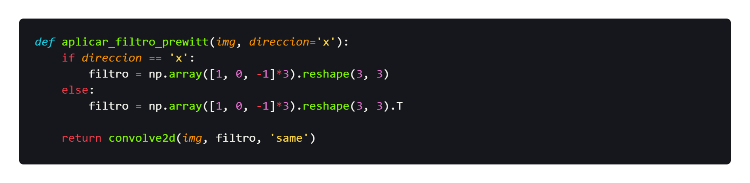 def aplicar_filtro_prewitt(img, direccion='x'):
    if direccion == 'x':
        filtro = np.array([1, 0, -1]*3).reshape(3, 3)
    else:
        filtro = np.array([1, 0, -1]*3).reshape(3, 3).T

    return convolve2d(img, filtro, 'same')